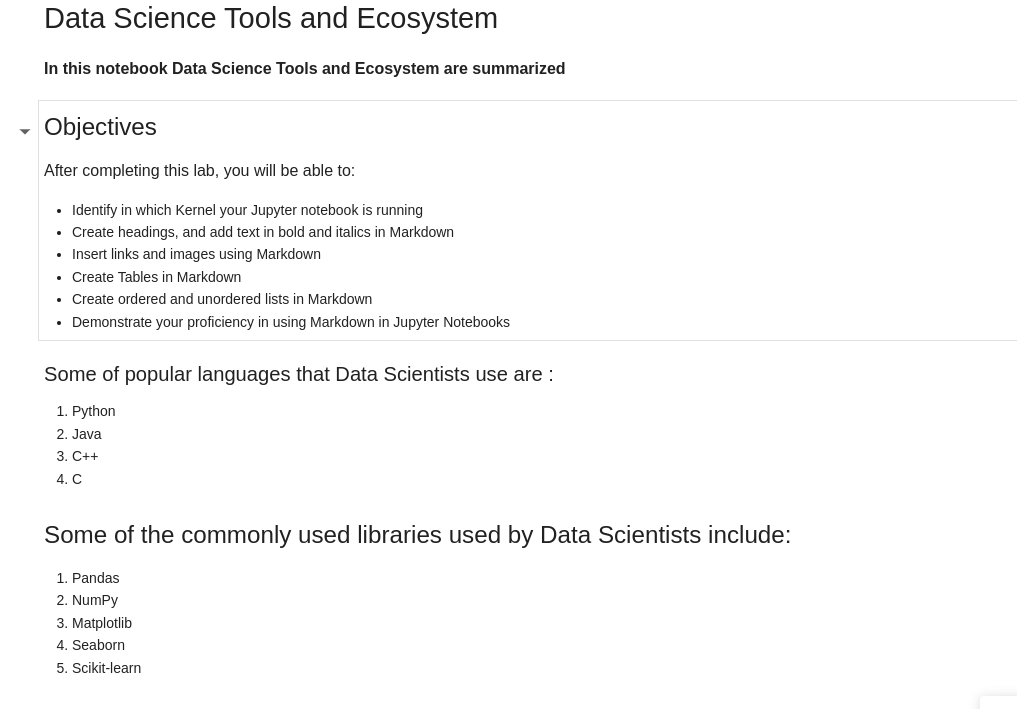 Data Science Tools and Ecosystem
In this notebook Data Science Tools and Ecosystem are summarized
Objectives
After completing this lab, you will be able to:
• Identify in which Kernel your Jupyter notebook is running
• Create headings, and add text in bold and italics in Markdown
• Insert links and images using Markdown
• Create Tables in Markdown
• Create ordered and unordered lists in Markdown
• Demonstrate your proficiency in using Markdown in Jupyter Notebooks
Some of popular languages that Data Scientists use are :
1. Python
2. Java
3. C++
4. C
Some of the commonly used libraries used by Data Scientists include:
1. Pandas
2. NumPy
3. Matplotlib
4. Seaborn
5. Scikit-learn